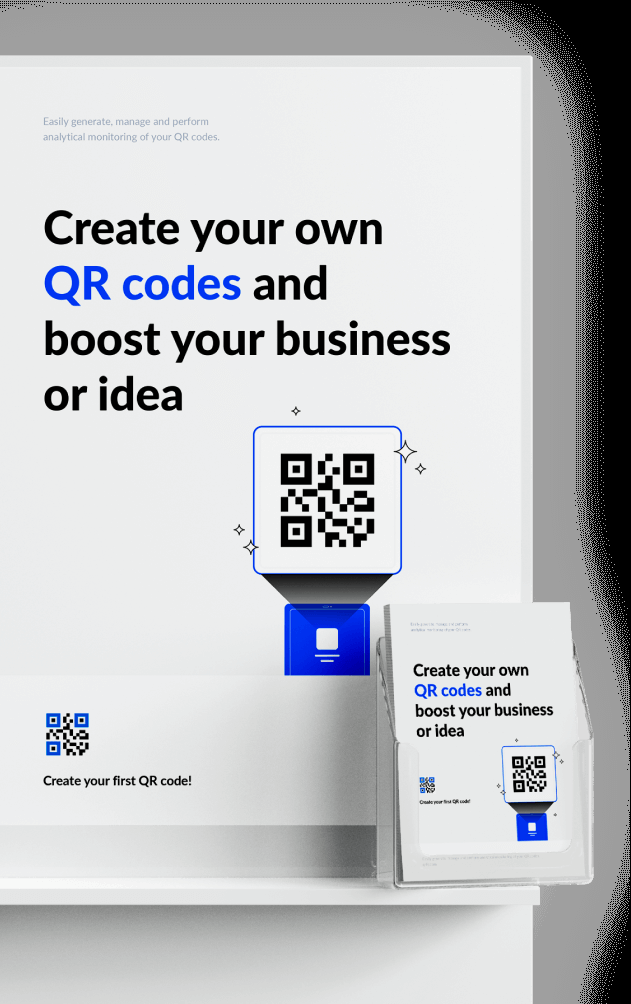 Easily generate, manage and perform
analytical monitoring of your QR codes.
Create your own
QR codes and
boost your business
or idea
Create your first QR code!
Create your own
QR codes and
boost your business
or idea
Create your first QR code!